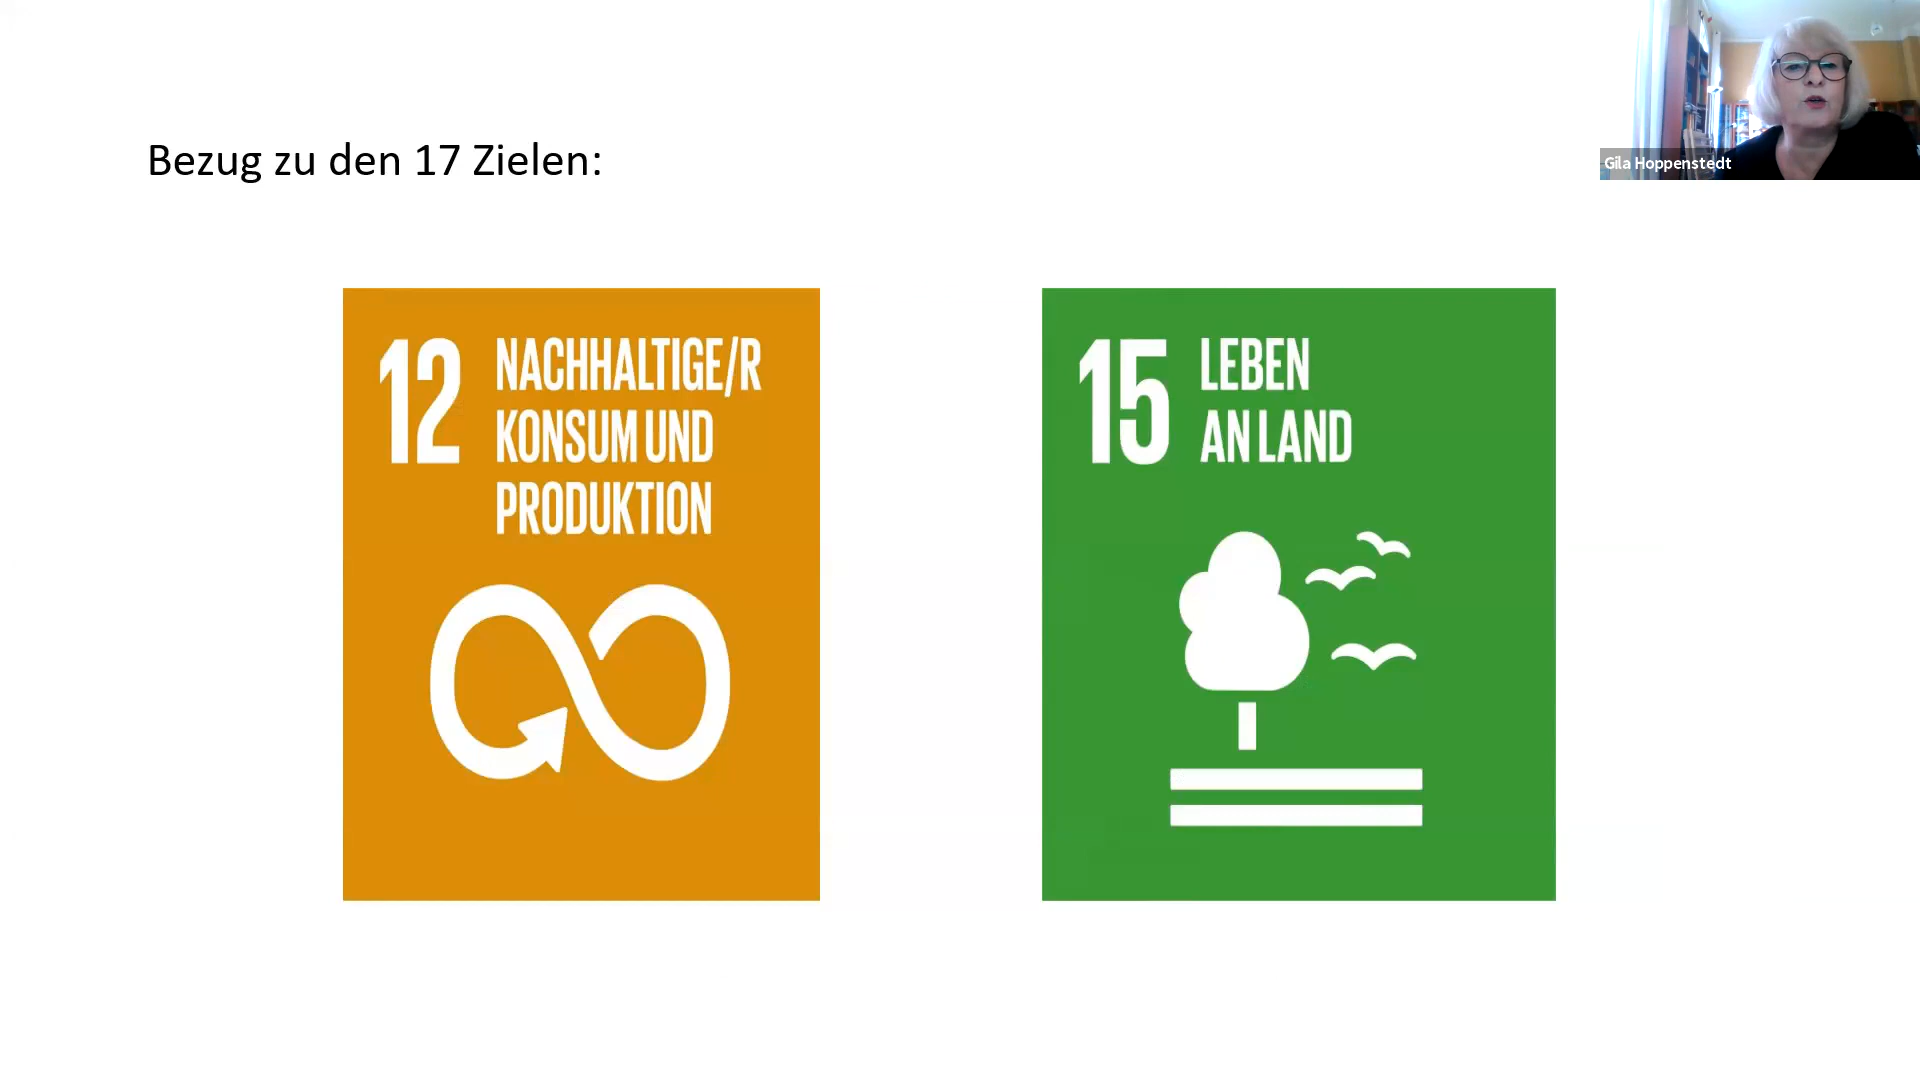 Bezug zu den 17 Zielen:
Gila Hoppenstedt
12
NACHHALTIGE/R
KONSUM UND
PRODUKTION
15
LEBEN
AN LAND